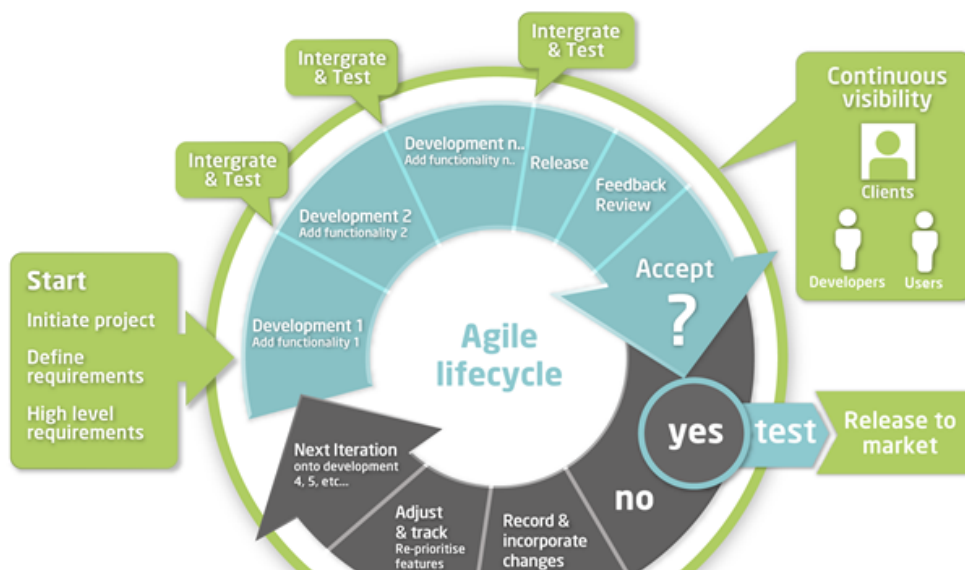 Intergrate
& Test
Intergrate
& Test
Intergrate
& Test
Continuous
visibility
Clients
Developers
Users
Start
Initiate project
Define
requirements
High level
requirements
Development 1
Add functionality 1
Development 2
Add functionality 2
Development n..
Add functionality n..
Release
Feedback
Review
Accept
?
Agile
lifecycle
yes
test
Release to
market
no
Record &
incorporate
changes
Adjust
& track
Re-prioritise
features
Next Iteration
onto development
4, 5, etc...